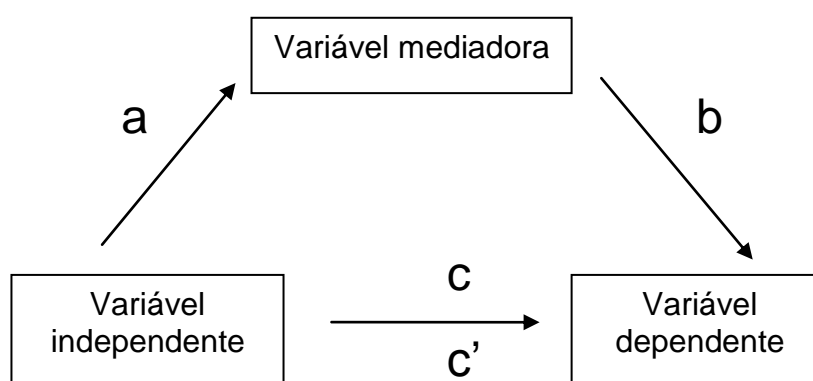 Variável mediadora
a
b
c
Variável
independente
Variável
dependente
c’